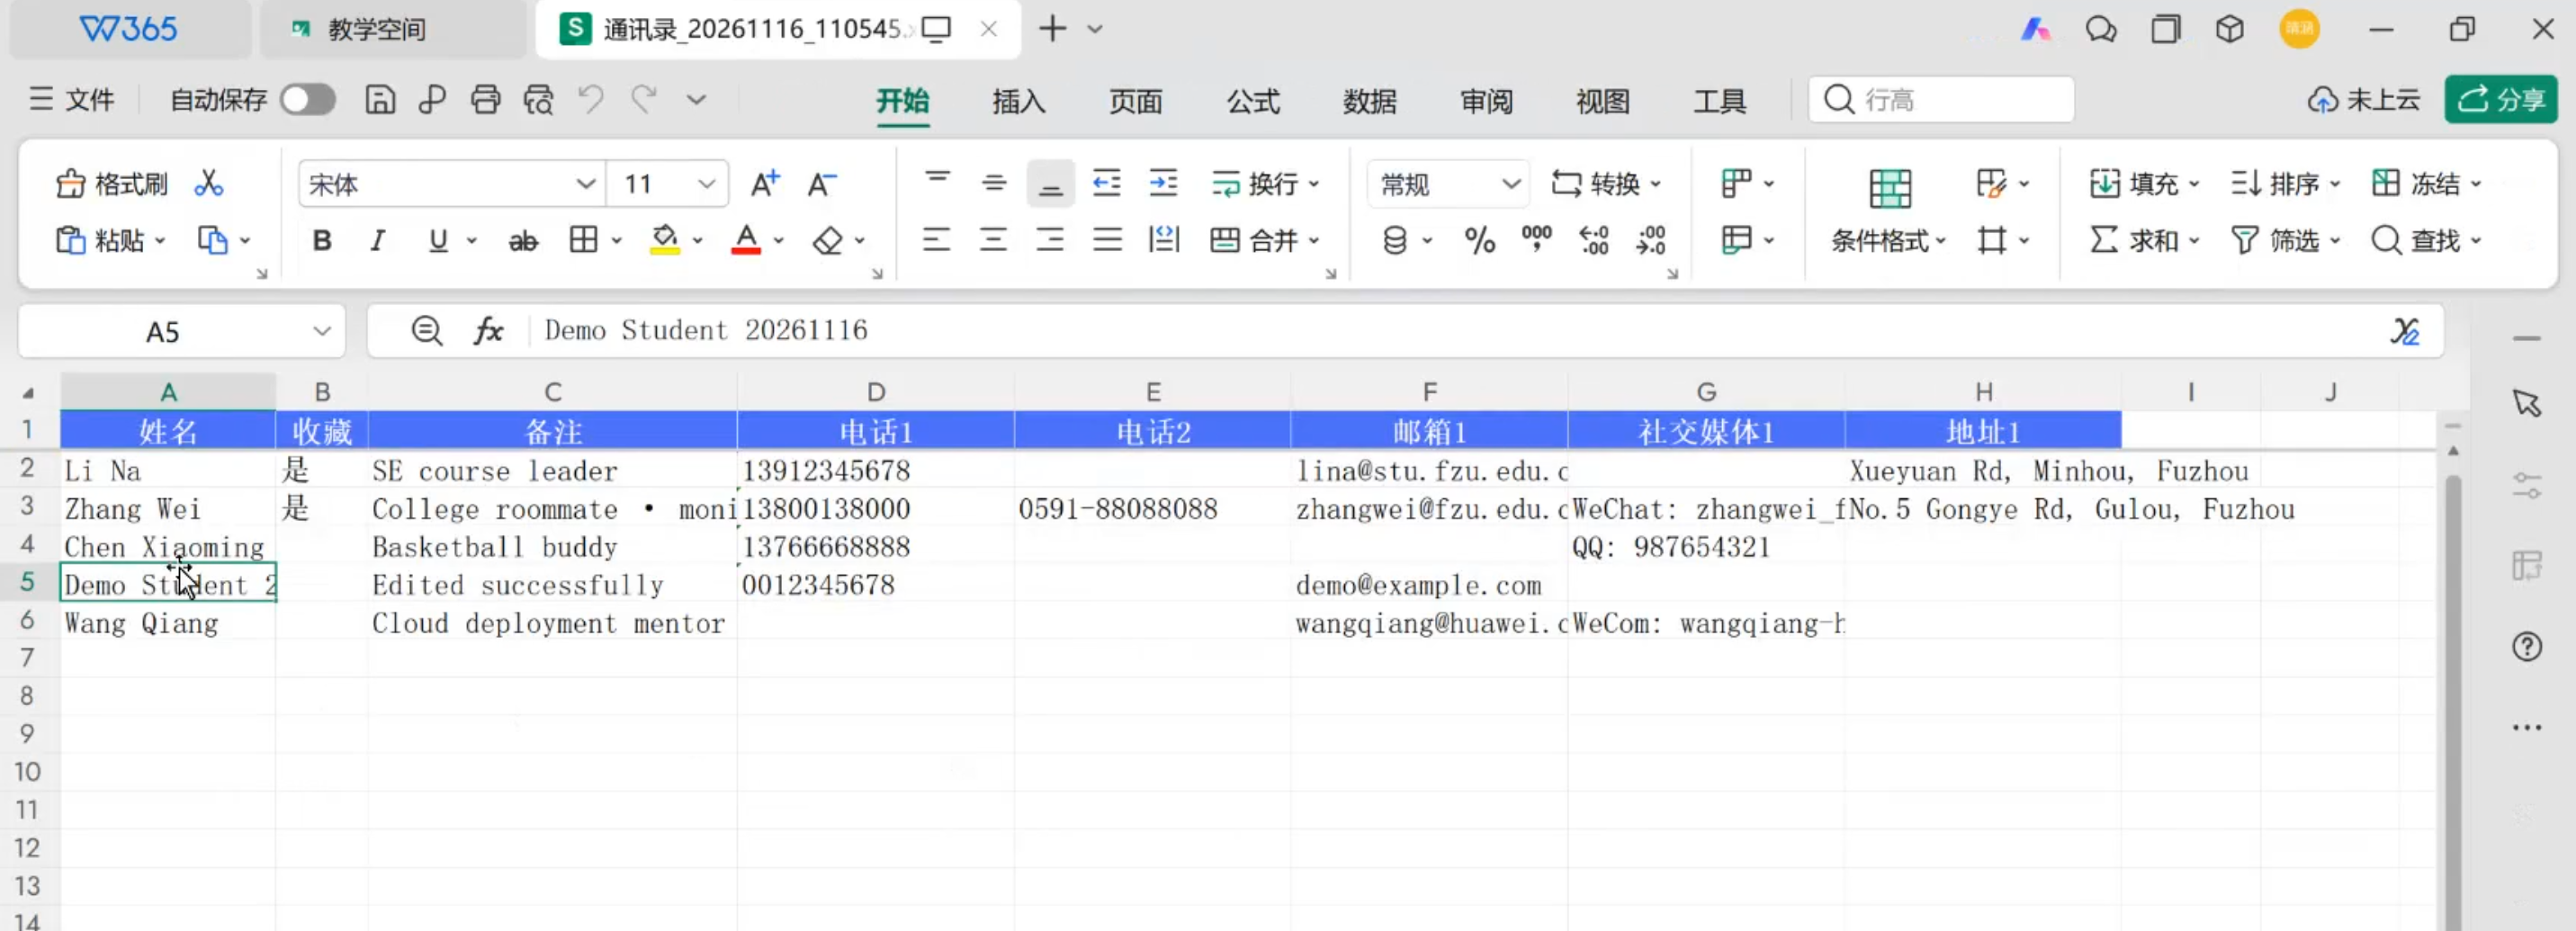 W365 教学空间 S 通讯录_20261116_110545.
文件 自动保存 开始 插入 页面 公式 数据 审阅 视图 工具 行高 未上云 分享
格式刷 宋体 11 A+ A- 换行 常规 转换 填充 排序 冻结
粘贴 B I U ab A 合并 % 条件格式 求和 筛选 查找
A5 fx Demo Student 20261116
A B C D E F G H I J
1 姓名 收藏 备注 电话1 电话2 邮箱1 社交媒体1 地址1
2 Li Na 是 SE course leader 13912345678 lina@stu.fzu.edu.c Xueyuan Rd, Minhou, Fuzhou
3 Zhang Wei 是 College roommate • moni 13800138000 0591-88088088 zhangwei@fzu.edu.c WeChat: zhangwei_f No.5 Gongye Rd, Gulou, Fuzhou
4 Chen Xiaoming Basketball buddy 13766668888 QQ: 987654321
5 Demo Student 2 Edited successfully 0012345678 demo@example.com
6 Wang Qiang Cloud deployment mentor wangqiang@huawei.c WeCom: wangqiang-h
7
8
9
10
11
12
13
14